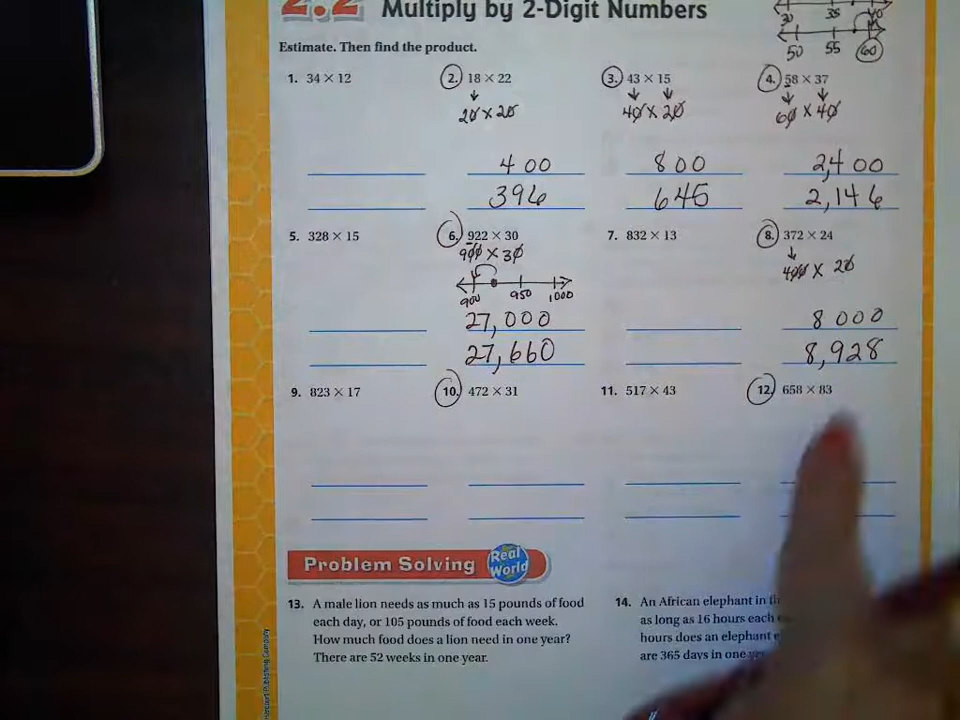 2.2 Multiply by 2-Digit Numbers
30 35 40
50 55 60
Estimate. Then find the product.
1. 34 × 12
2. 18 × 22
20 × 20
400
396
3. 43 × 15
40 × 20
800
645
4. 58 × 37
60 × 40
2,400
2,146
5. 328 × 15
6. 922 × 30
900 × 30
900 950 1000
27,000
27,660
7. 832 × 13
8. 372 × 24
400 × 20
8000
8,928
9. 823 × 17
10. 472 × 31
11. 517 × 43
12. 658 × 83
Problem Solving Real World
13. A male lion needs as much as 15 pounds of food
each day, or 105 pounds of food each week.
How much food does a lion need in one year?
There are 52 weeks in one year.
14. An African elephant in
as long as 16 hours each
hours does an elephant
are 365 days in one
Harcourt Publishing Company